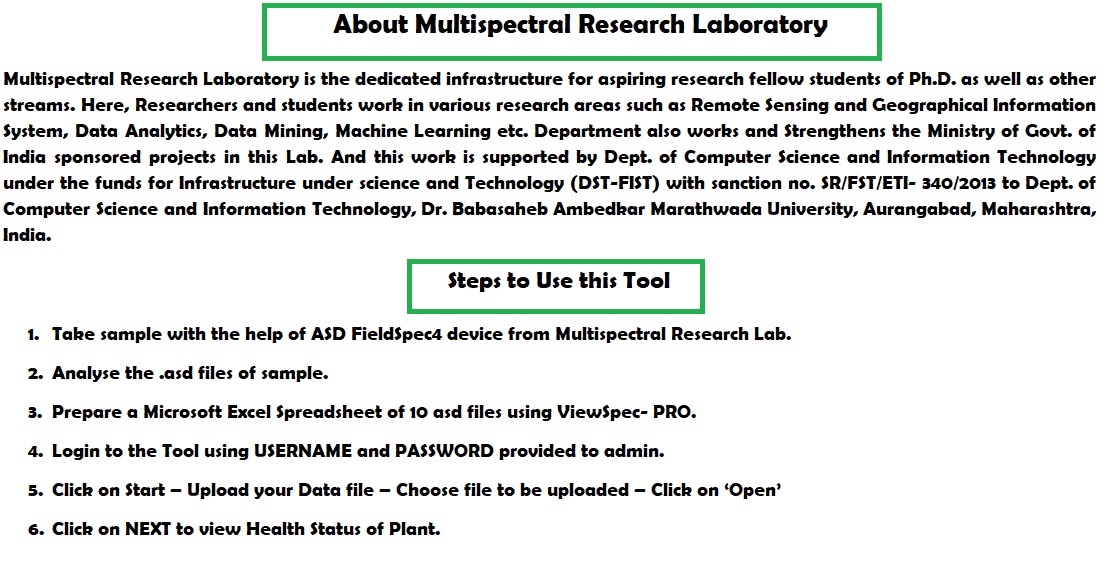 About Multispectral Research Laboratory
Multispectral Research Laboratory is the dedicated infrastructure for aspiring research fellow students of Ph.D. as well as other
streams. Here, Researchers and students work in various research areas such as Remote Sensing and Geographical Information
System, Data Analytics, Data Mining, Machine Learning etc. Department also works and Strengthens the Ministry of Govt. of
India sponsored projects in this Lab. And this work is supported by Dept. of Computer Science and Information Technology
under the funds for Infrastructure under science and Technology (DST-FIST) with sanction no. SR/FST/ETI- 340/2013 to Dept. of
Computer Science and Information Technology, Dr. Babasaheb Ambedkar Marathwada University, Aurangabad, Maharashtra,
India.
Steps to Use this Tool
1. Take sample with the help of ASD FieldSpec4 device from Multispectral Research Lab.
2. Analyse the .asd files of sample.
3. Prepare a Microsoft Excel Spreadsheet of 10 asd files using ViewSpec- PRO.
4. Login to the Tool using USERNAME and PASSWORD provided to admin.
5. Click on Start – Upload your Data file – Choose file to be uploaded – Click on ‘Open’
6. Click on NEXT to view Health Status of Plant.